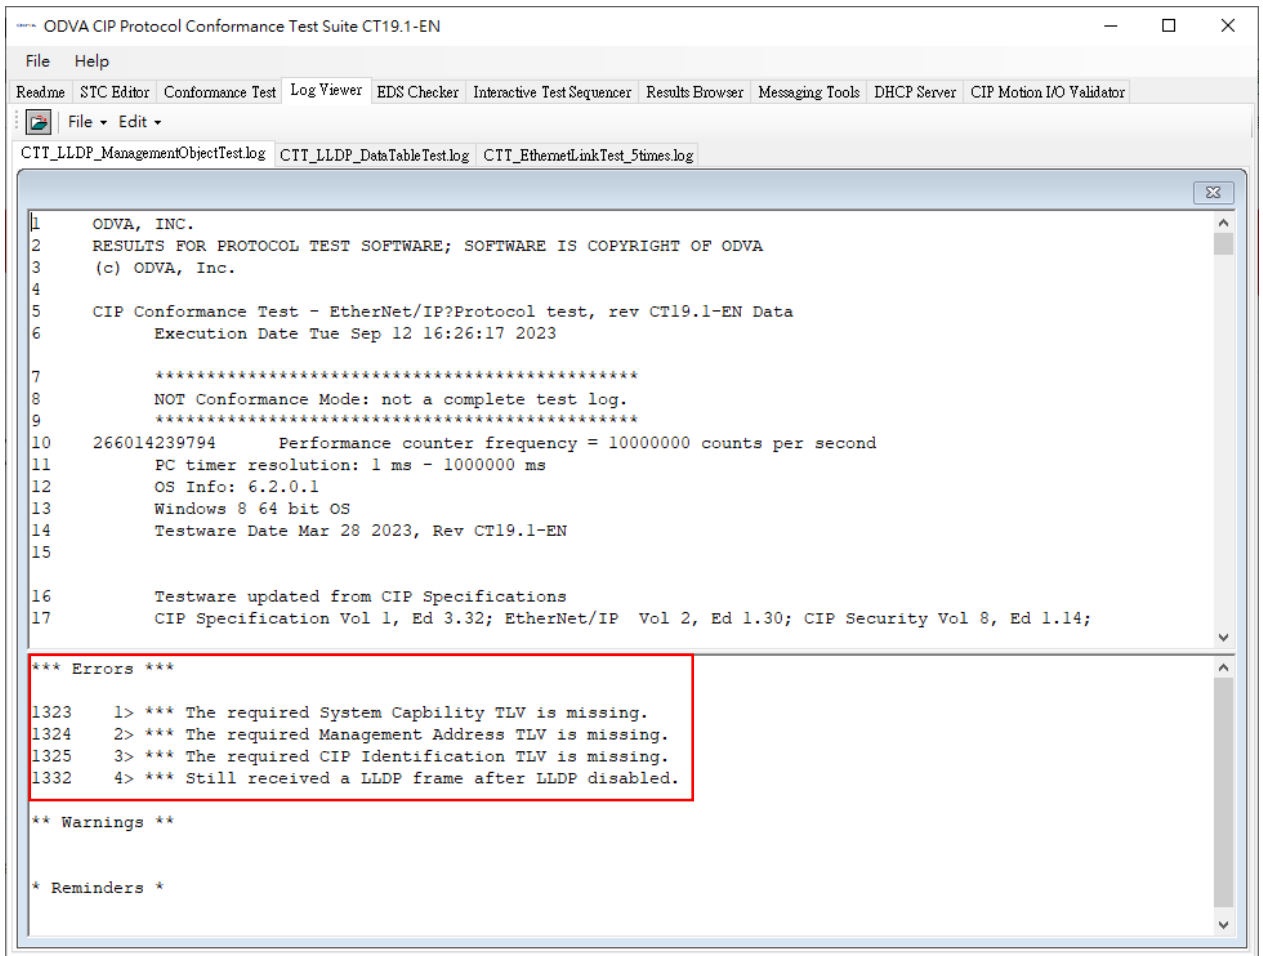 ODVA CIP Protocol Conformance Test Suite CT19.1-EN
File Help
Readme STC Editor Conformance Test Log Viewer EDS Checker Interactive Test Sequencer Results Browser Messaging Tools DHCP Server CIP Motion I/O Validator
File Edit
CTT_LLDP_ManagementObjectTest.log CTT_LLDP_DataTableTest.log CTT_EthernetLinkTest_5times.log
1 ODVA, INC.
2 RESULTS FOR PROTOCOL TEST SOFTWARE; SOFTWARE IS COPYRIGHT OF ODVA
3 (c) ODVA, Inc.
4
5 CIP Conformance Test - EtherNet/IP?Protocol test, rev CT19.1-EN Data
6 Execution Date Tue Sep 12 16:26:17 2023
7 ***********************************************
8 NOT Conformance Mode: not a complete test log.
9 ***********************************************
10 266014239794 Performance counter frequency = 10000000 counts per second
11 PC timer resolution: 1 ms - 1000000 ms
12 OS Info: 6.2.0.1
13 Windows 8 64 bit OS
14 Testware Date Mar 28 2023, Rev CT19.1-EN
15
16 Testware updated from CIP Specifications
17 CIP Specification Vol 1, Ed 3.32; EtherNet/IP Vol 2, Ed 1.30; CIP Security Vol 8, Ed 1.14;
*** Errors ***
1323 1> *** The required System Capbility TLV is missing.
1324 2> *** The required Management Address TLV is missing.
1325 3> *** The required CIP Identification TLV is missing.
1332 4> *** Still received a LLDP frame after LLDP disabled.
** Warnings **
* Reminders *